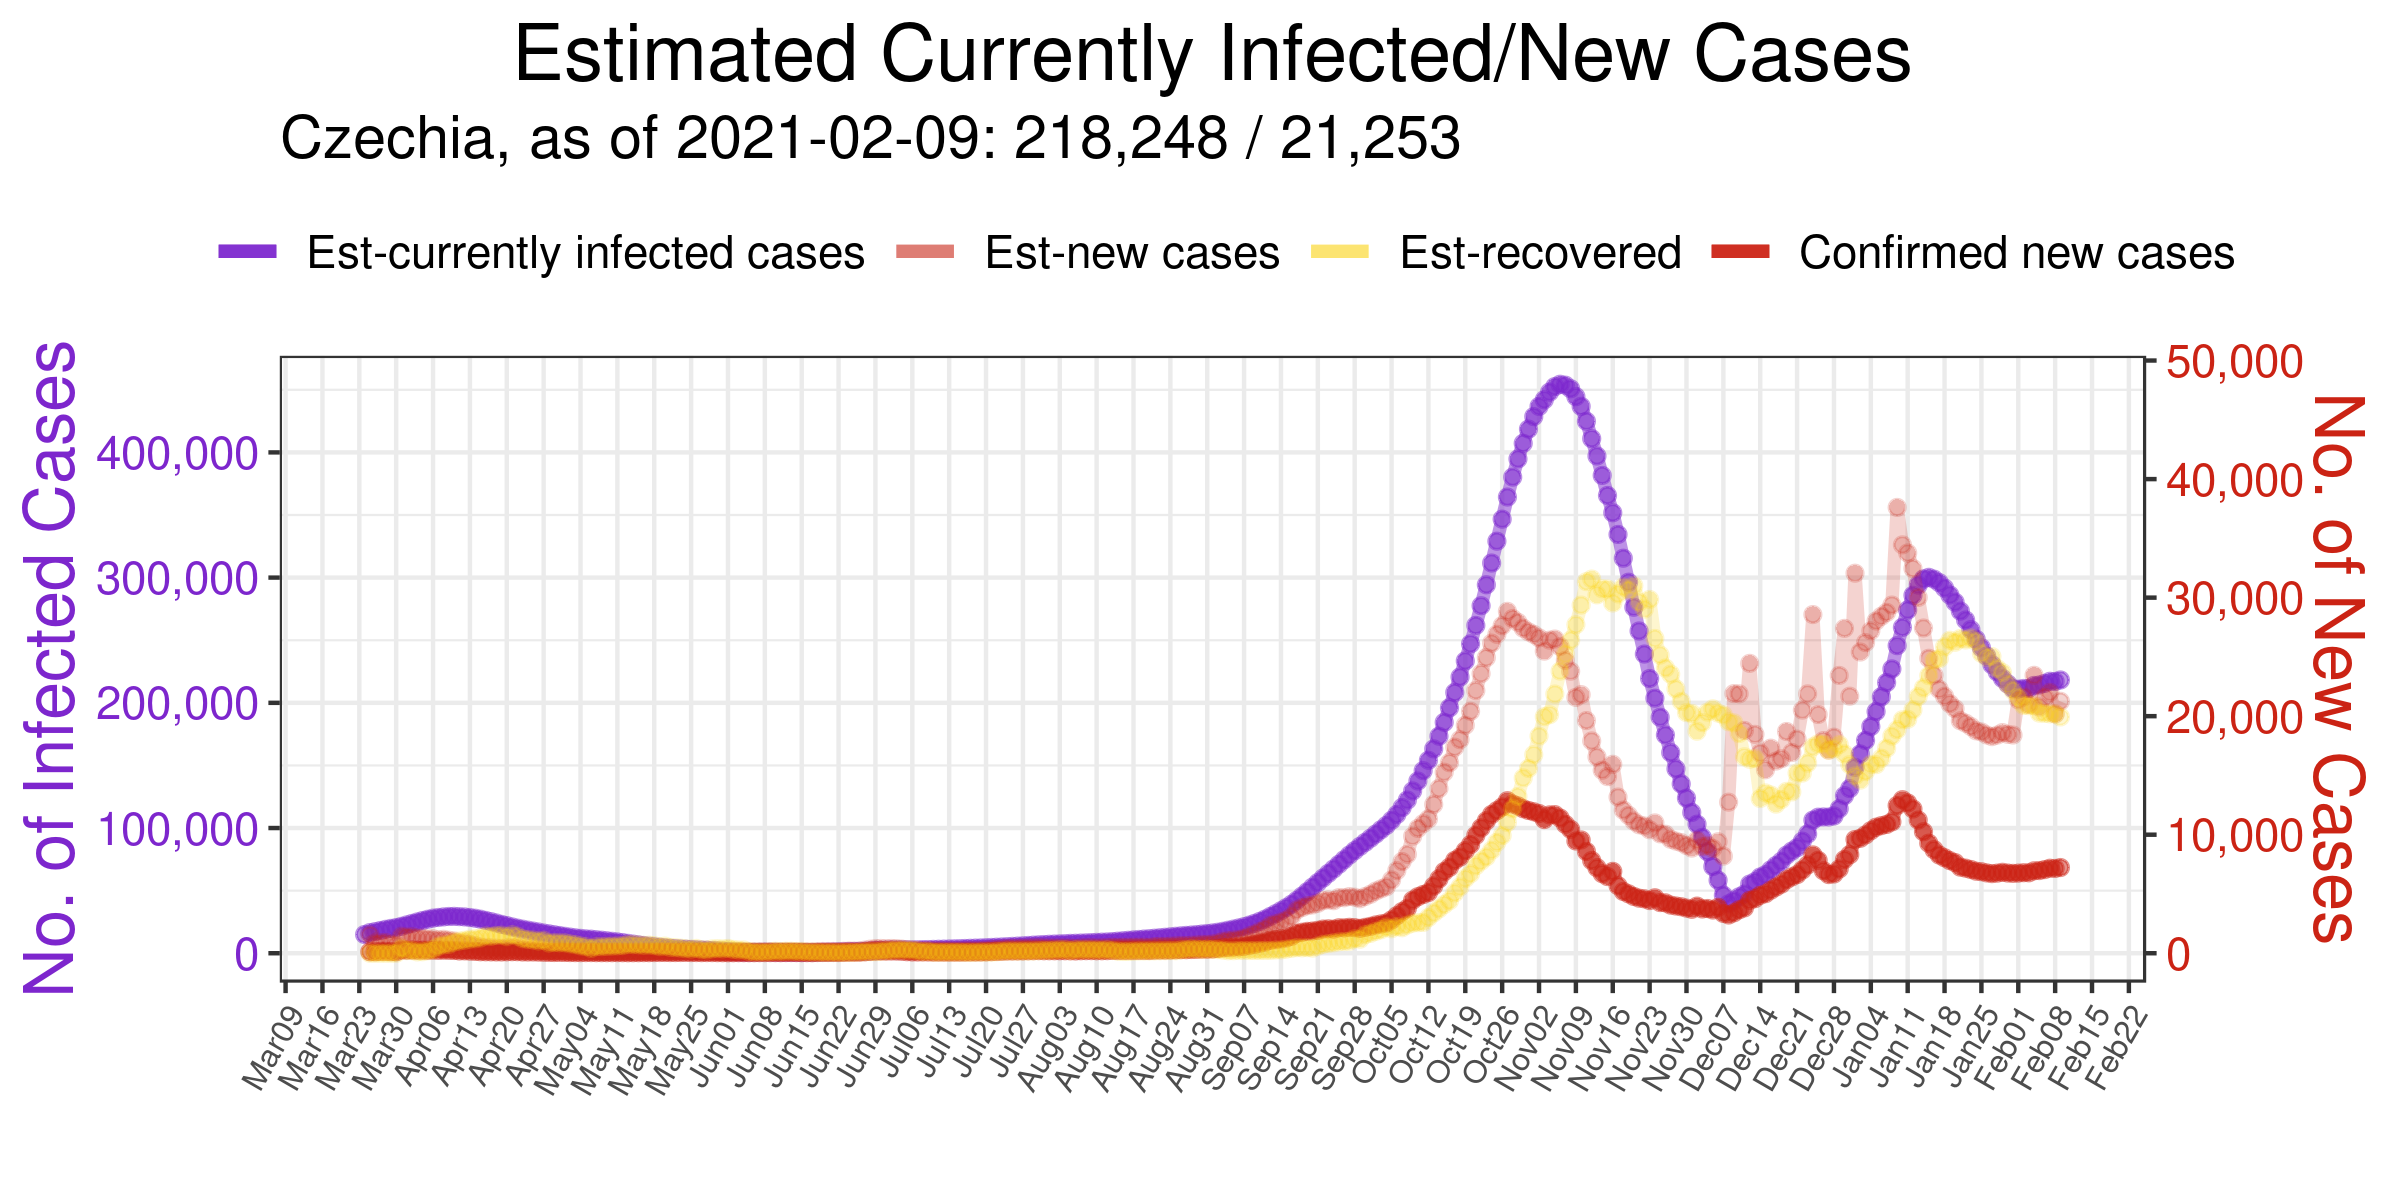 Estimated Currently Infected/New Cases
Czechia, as of 2021-02-09: 218,248 / 21,253
Est-currently infected cases Est-new cases Est-recovered Confirmed new cases
No. of Infected Cases
400,000
300,000
200,000
100,000
0
50,000
40,000
30,000
20,000
10,000
0
No. of New Cases
Mar09 Mar16 Mar23 Mar30 Apr06 Apr13 Apr20 Apr27 May04 May11 May18 May25 Jun01 Jun08 Jun15 Jun22 Jun29 Jul06 Jul13 Jul20 Jul27 Aug03 Aug10 Aug17 Aug24 Aug31 Sep07 Sep14 Sep21 Sep28 Oct05 Oct12 Oct19 Oct26 Nov02 Nov09 Nov16 Nov23 Nov30 Dec07 Dec14 Dec21 Dec28 Jan04 Jan11 Jan18 Jan25 Feb01 Feb08 Feb15 Feb22